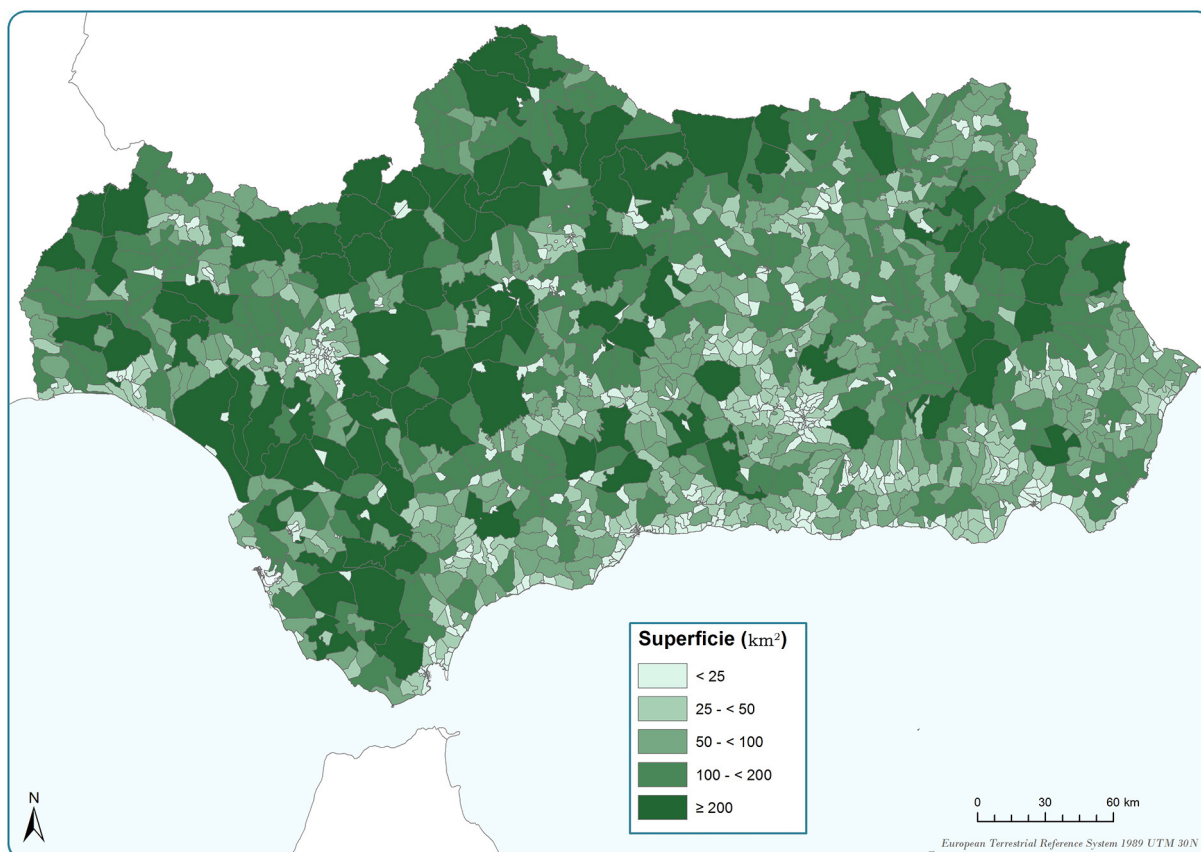 Superficie (km²)
< 25
25 - < 50
50 - < 100
100 - < 200
≥ 200
N
0 30 60 km
European Terrestrial Reference System 1989 UTM 30N